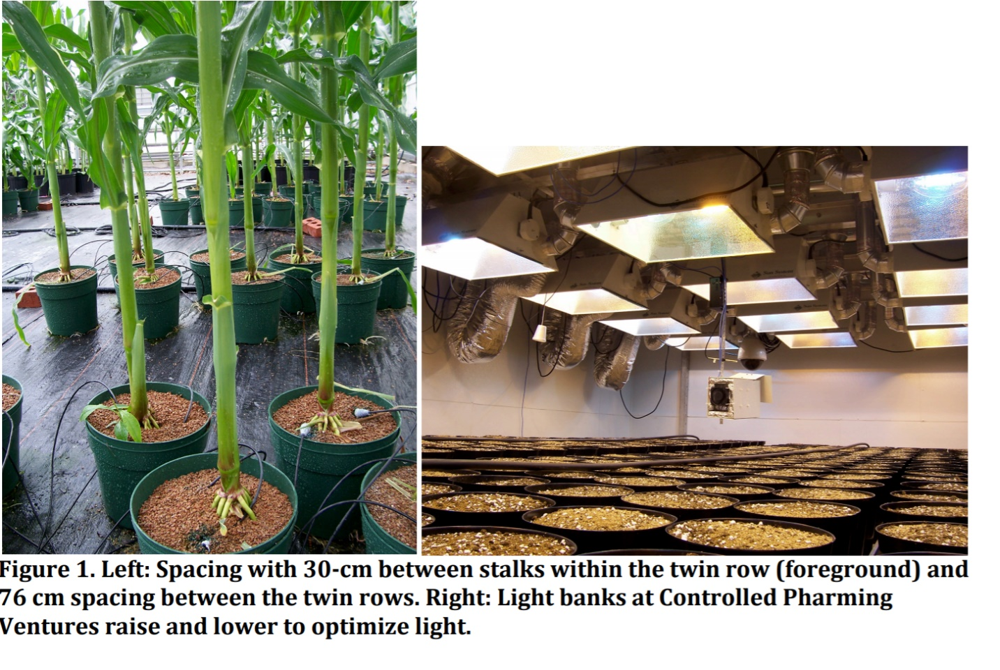 Figure 1. Left: Spacing with 30-cm between stalks within the twin row (foreground) and
76 cm spacing between the twin rows. Right: Light banks at Controlled Pharming
Ventures raise and lower to optimize light.